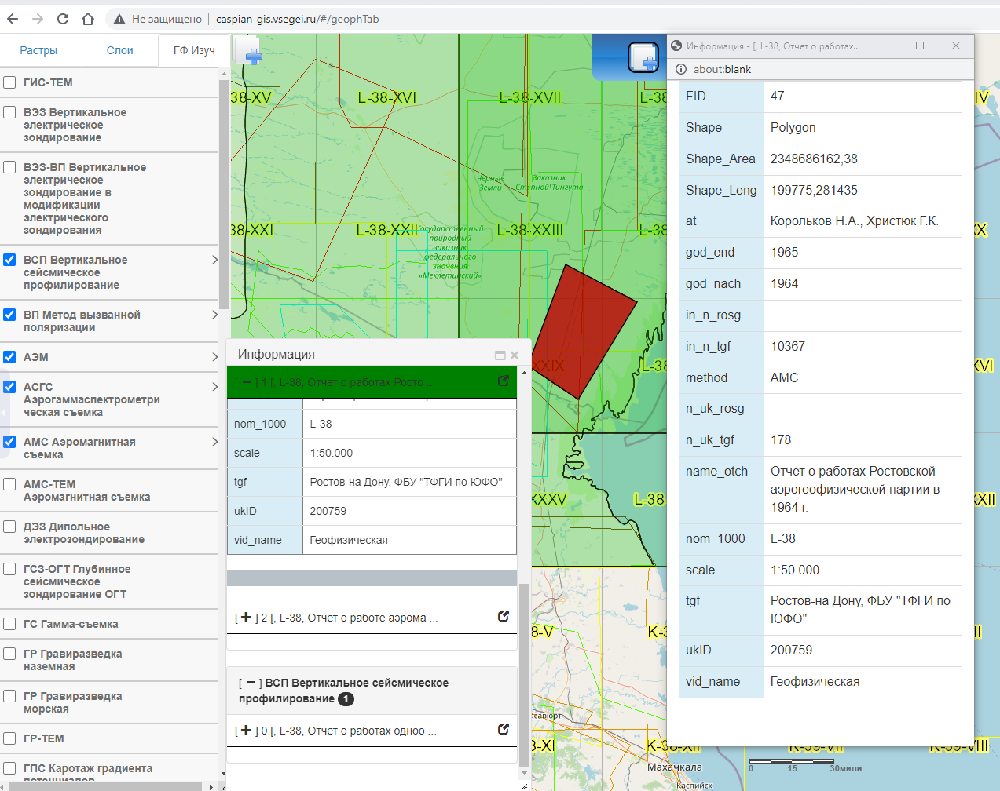 Не защищено
caspian-gis.vsegei.ru/#/geophTab
Растры
Слои
ГФ Изуч
ГИС-ТЕМ
ВЭЗ Вертикальное
электрическое
зондирование
ВЭЗ-ВП Вертикальное
электрическое
зондирование в
модификации
электрического
зондирования
ВСП Вертикальное
сейсмическое
профилирование
ВП Метод вызванной
поляризации
АЭМ
АСГС
Аэрогаммаспектрометри
ческая съемка
АМС Аэромагнитная
съемка
АМС-ТЕМ
Аэромагнитная съемка
ДЭЗ Дипольное
электрозондирование
ГСЗ-ОГТ Глубинное
сейсмическое
зондирование ОГТ
ГС Гамма-съемка
ГР Гравиразведка
наземная
ГР Гравиразведка
морская
ГР-ТЕМ
ГПС Каротаж градиента
потенциалов
38-XV
L-38-XVI
L-38-XVII
L-38
Черные
Земли
Заказник
Степной\Тингута
38-XXI
L-38-XXII
L-38-XXIII
L-38
Государственный
природный
заказник
федерального
значения
«Меклетинский»
XXIX
L-38
XXXV
L-38-
8-V
K-3
8-XI
K-38-XII
K-39-VII
K-39-VIII
IV
XX
XVI
XXII
II
II
Махачкала
Каспийск
0 15 30мили
Информация
[ − ] 1 [, L-38, Отчет о работах Росто ...
nom_1000 L-38
scale 1:50.000
tgf Ростов-на Дону, ФБУ "ТФГИ по ЮФО"
ukID 200759
vid_name Геофизическая
[ + ] 2 [, L-38, Отчет о работе аэрома ...
[ − ] ВСП Вертикальное сейсмическое
профилирование 1
[ + ] 0 [, L-38, Отчет о работах одноо ...
Информация - [, L-38, Отчет о работах...
about:blank
FID 47
Shape Polygon
Shape_Area 2348686162,38
Shape_Leng 199775,281435
at Корольков Н.А., Христюк Г.К.
god_end 1965
god_nach 1964
in_n_rosg
in_n_tgf 10367
method АМС
n_uk_rosg
n_uk_tgf 178
name_otch Отчет о работах Ростовской
аэрогеофизической партии в
1964 г.
nom_1000 L-38
scale 1:50.000
tgf Ростов-на Дону, ФБУ "ТФГИ по
ЮФО"
ukID 200759
vid_name Геофизическая